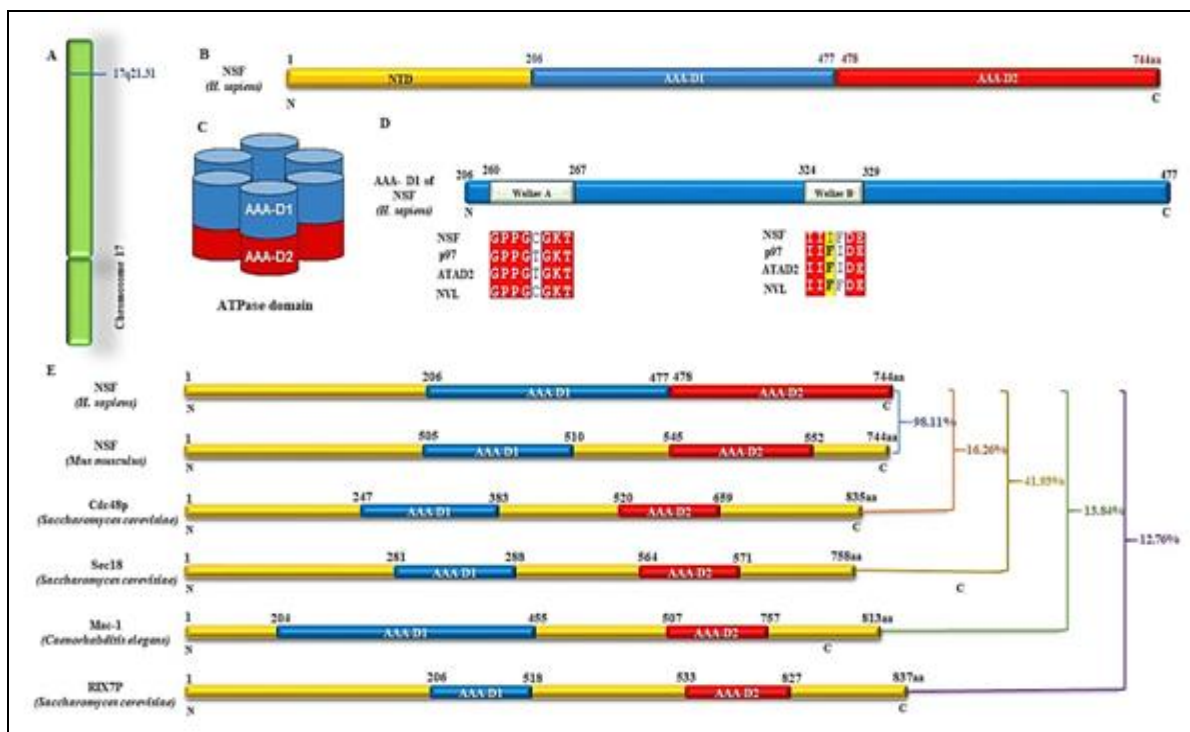 A
17q21.31
Chromosome 17
B
NSF
(H. sapiens)
1 206 477 478 744aa
NTD AAA-D1 AAA-D2
N C
C
AAA-D1
AAA-D2
ATPase domain
D
AAA- D1 of
NSF
(H. sapiens)
206 260 267 324 329 477
Walker A Walker B
N C
NSF GPPGCGKT
p97 GPPGTGKT
ATAD2 GPPGTGKT
NVL GPPGCGKT
NSF IIIFDE
p97 IIFIDE
ATAD2 IIFIDE
NVL IIFFDE
E
NSF
(H. sapiens)
1 206 477 478 744aa
AAA-D1 AAA-D2
N C
98.11%
NSF
(Mus musculus)
1 505 510 545 552 744aa
AAA-D1 AAA-D2
N C
16.26%
Cdc48p
(Saccharomyces cerevisiae)
1 247 383 520 659 835aa
AAA-D1 AAA-D2
N C
Sec18
(Saccharomyces cerevisiae)
1 281 288 564 571 758aa
AAA-D1 AAA-D2
N C
Mac-1
(Caenorhabditis elegans)
1 204 455 507 757 813aa
AAA-D1 AAA-D2
N C
13.84%
12.76%
RIX7P
(Saccharomyces cerevisiae)
1 206 518 533 827 837aa
AAA-D1 AAA-D2
N C